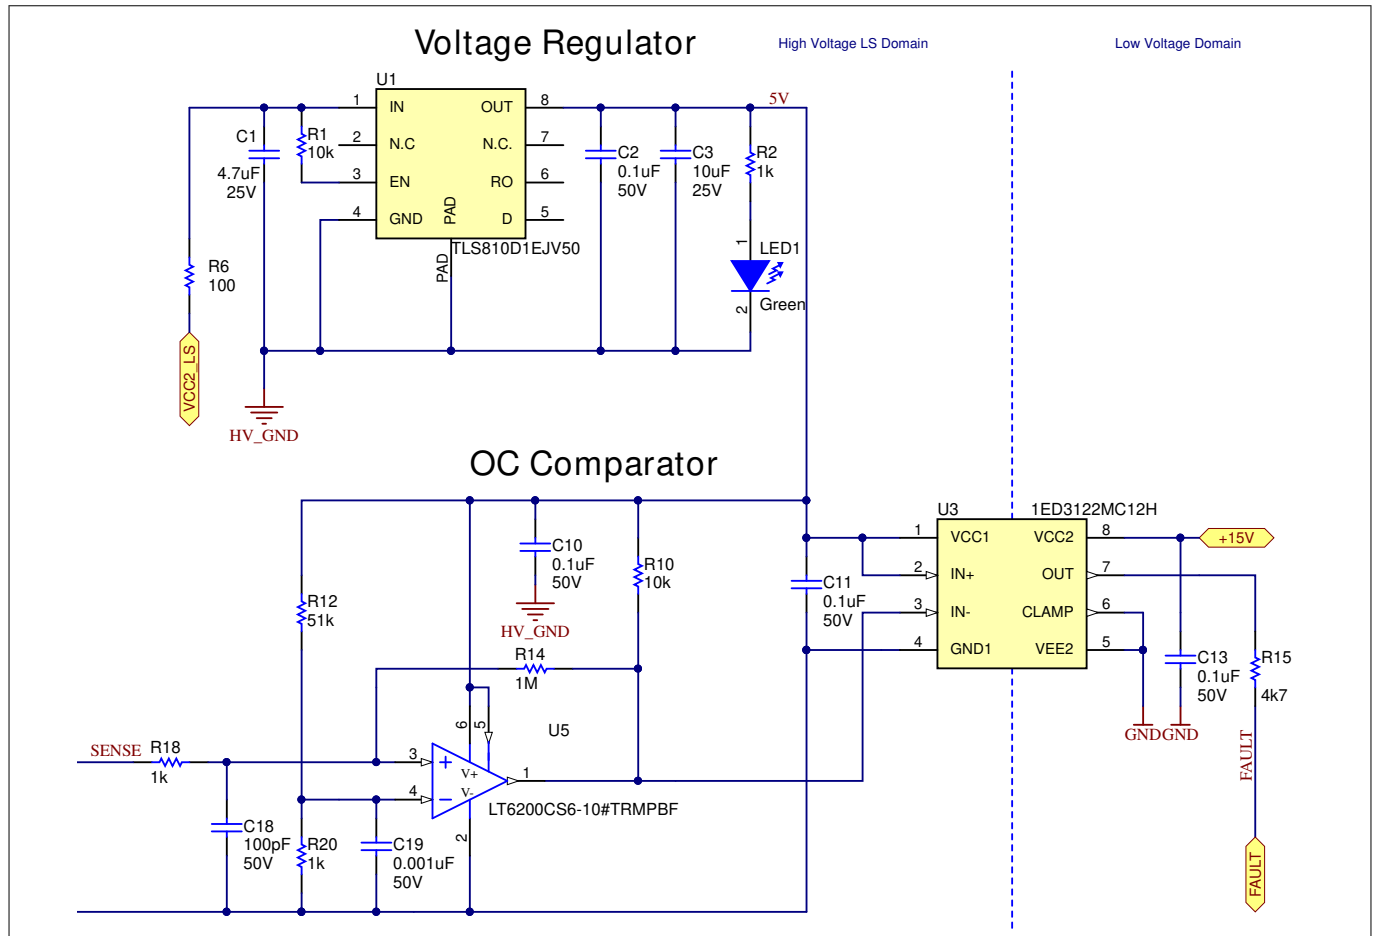 Voltage Regulator
High Voltage LS Domain
Low Voltage Domain
U1
1
IN
OUT
8
5V
C1
4.7uF
25V
R1
10k
2
N.C
N.C.
7
C2
0.1uF
50V
C3
10uF
25V
R2
1k
3
EN
RO
6
4
GND
PAD
D
5
TLS810D1EJV50
PAD
1
LED1
Green
2
R6
100
VCC2_LS
HV_GND
OC Comparator
U3
1ED3122MC12H
1
VCC1
VCC2
8
+15V
C10
0.1uF
50V
R10
10k
2
IN+
OUT
7
C11
0.1uF
50V
R12
51k
3
IN-
CLAMP
6
HV_GND
4
GND1
VEE2
5
R14
1M
C13
0.1uF
50V
R15
4k7
6
5
U5
GND
GND
FAULT
SENSE
R18
1k
3
+
V+
1
4
−
V-
LT6200CS6-10#TRMPBF
2
C18
100pF
50V
R20
1k
C19
0.001uF
50V
FAULT